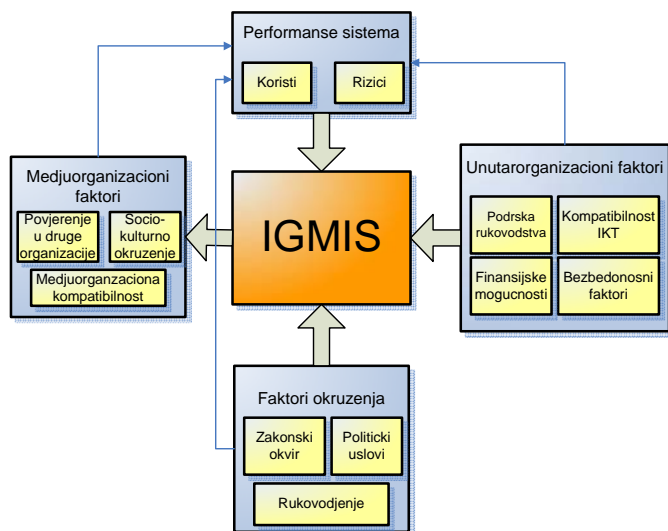 Performanse sistema
Koristi
Rizici
Medjuorganizacioni
faktori
Povjerenje
u druge
organizacije
Socio-
kulturno
okruzenje
Medjuorganzaciona
kompatibilnost
IGMIS
Unutarorganizacioni faktori
Podrska
rukovodstva
Kompatibilnost
IKT
Finansijske
mogucnosti
Bezbedonosni
faktori
Faktori okruzenja
Zakonski
okvir
Politicki
uslovi
Rukovodjenje